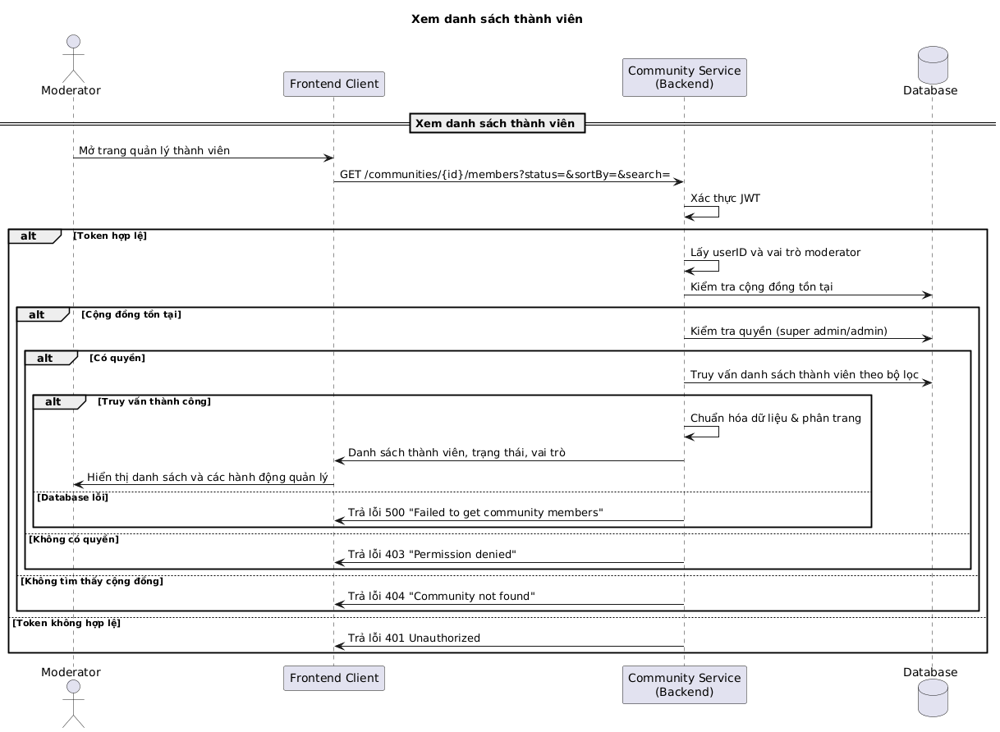 Xem danh sách thành viên
Moderator
Frontend Client
Community Service
(Backend)
Database
Xem danh sách thành viên
Mở trang quản lý thành viên
GET /communities/{id}/members?status=&sortBy=&search=
Xác thực JWT
alt [Token hợp lệ]
Lấy userID và vai trò moderator
Kiểm tra cộng đồng tồn tại
alt [Cộng đồng tồn tại]
Kiểm tra quyền (super admin/admin)
alt [Có quyền]
Truy vấn danh sách thành viên theo bộ lọc
alt [Truy vấn thành công]
Chuẩn hóa dữ liệu & phân trang
Danh sách thành viên, trạng thái, vai trò
Hiển thị danh sách và các hành động quản lý
[Database lỗi]
Trả lỗi 500 "Failed to get community members"
[Không có quyền]
Trả lỗi 403 "Permission denied"
[Không tìm thấy cộng đồng]
Trả lỗi 404 "Community not found"
[Token không hợp lệ]
Trả lỗi 401 Unauthorized
Moderator
Frontend Client
Community Service
(Backend)
Database